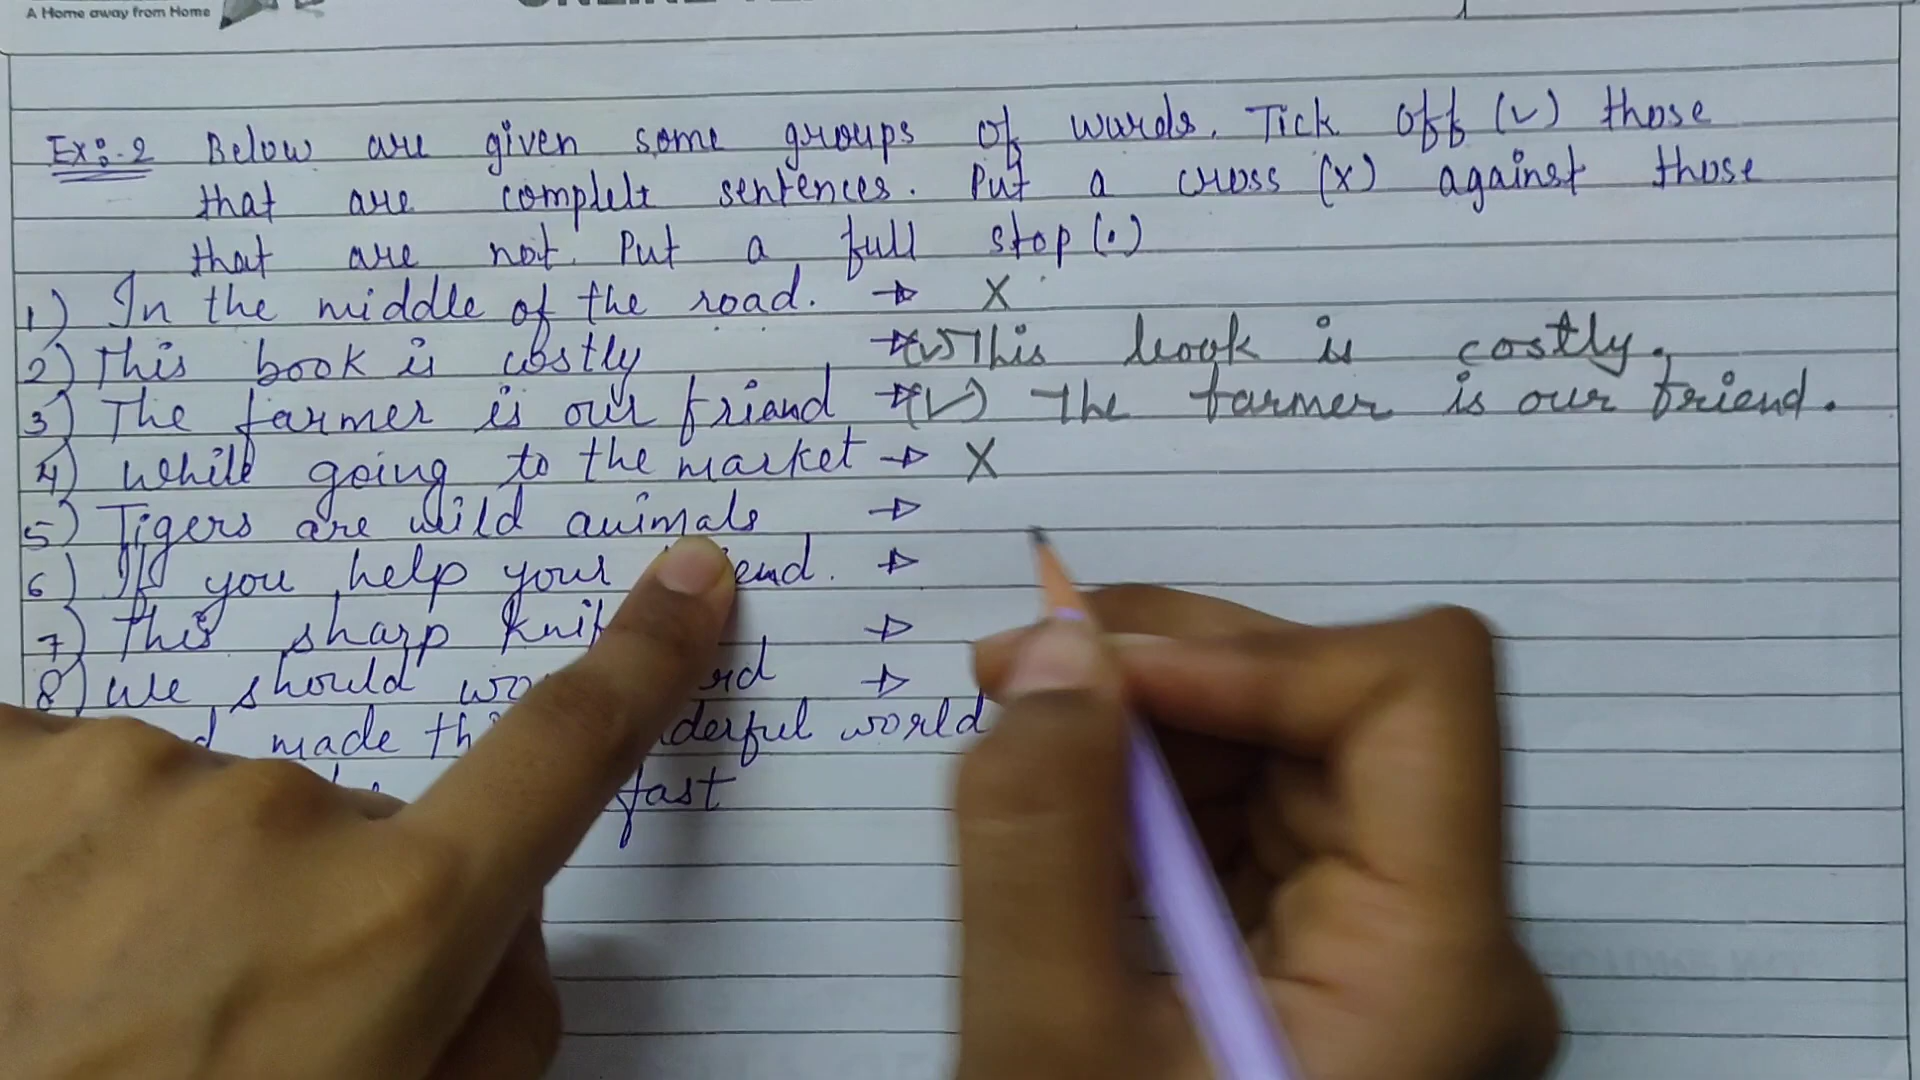 A Home away from Home
Ex:-2 Below are given some groups of words. Tick off (✓) those
that are complete sentences. Put a cross (x) against those
that are not. Put a full stop (.)
1) In the middle of the road. → X
2) This book is costly →(✓) This book is costly.
3) The farmer is our friend →(✓) The farmer is our friend.
4) While going to the market → X
5) Tigers are wild animals →
6) If you help your end. →
7) This sharp →
8) We should →
made world
fast